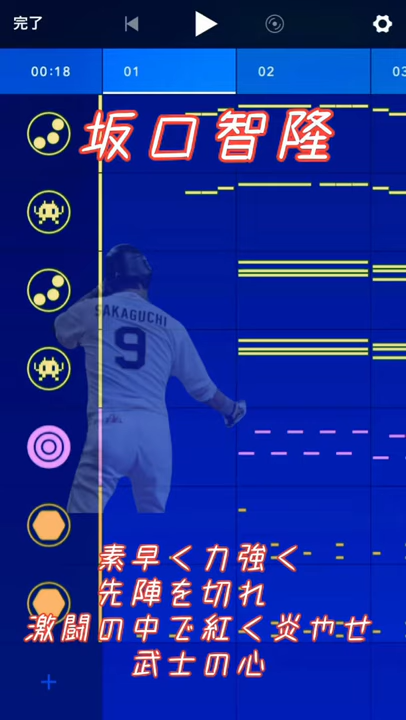 完了
00:18
01
02
03
坂口智隆
SAKAGUCHI
9
素早く力強く
先陣を切れ
激闘の中で紅く炎やせ
武士の心